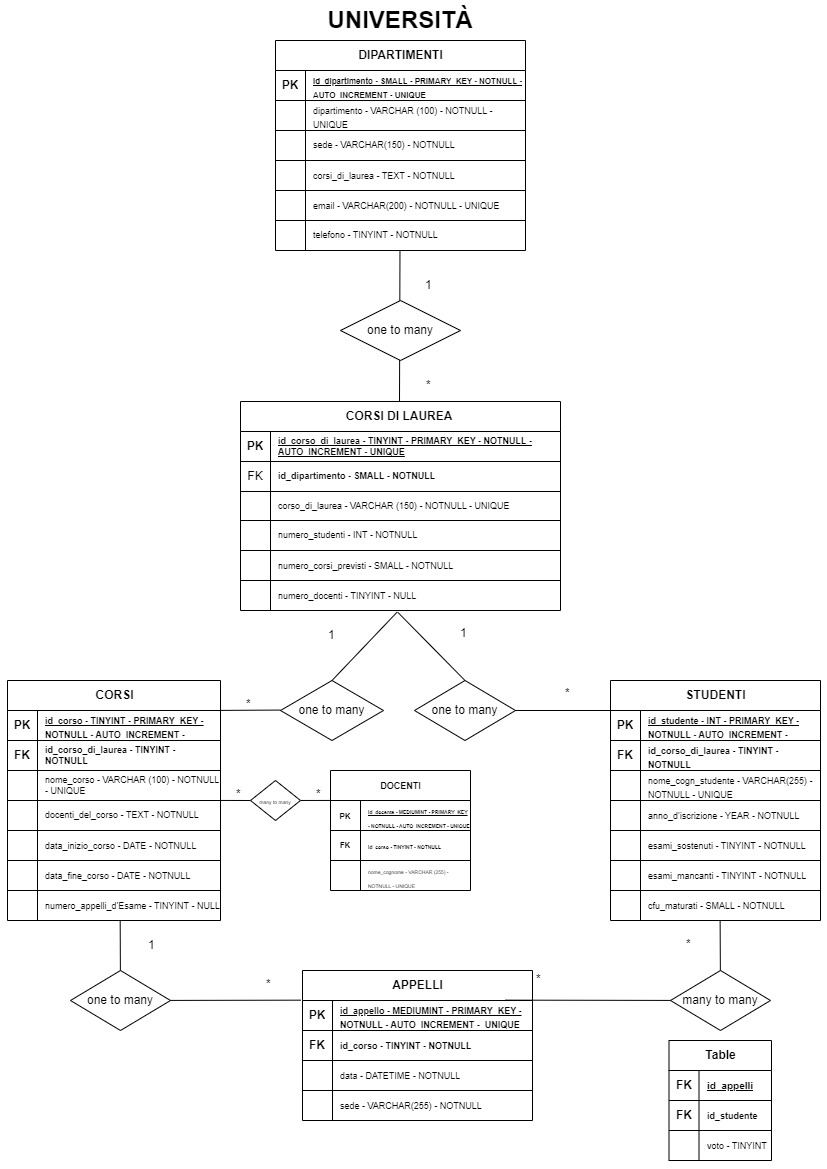 UNIVERSITÀ
DIPARTIMENTI
PK
id_dipartimento - SMALL - PRIMARY_KEY - NOTNULL -
AUTO_INCREMENT - UNIQUE
dipartimento - VARCHAR (100) - NOTNULL -
UNIQUE
sede - VARCHAR(150) - NOTNULL
corsi_di_laurea - TEXT - NOTNULL
email - VARCHAR(200) - NOTNULL - UNIQUE
telefono - TINYINT - NOTNULL
1
one to many
*
CORSI DI LAUREA
PK
id_corso_di_laurea - TINYINT - PRIMARY_KEY - NOTNULL -
AUTO_INCREMENT - UNIQUE
FK
id_dipartimento - SMALL - NOTNULL
corso_di_laurea - VARCHAR (150) - NOTNULL - UNIQUE
numero_studenti - INT - NOTNULL
numero_corsi_previsti - SMALL - NOTNULL
numero_docenti - TINYINT - NULL
1
1
*
one to many
one to many
*
CORSI
PK
id_corso - TINYINT - PRIMARY_KEY -
NOTNULL - AUTO_INCREMENT -
FK
id_corso_di_laurea - TINYINT -
NOTNULL
nome_corso - VARCHAR (100) - NOTNULL
- UNIQUE
docenti_del_corso - TEXT - NOTNULL
data_inizio_corso - DATE - NOTNULL
data_fine_corso - DATE - NOTNULL
numero_appelli_d'Esame - TINYINT - NULL
*
many to many
*
DOCENTI
PK
id_docente - MEDIUMINT - PRIMARY_KEY
- NOTNULL - AUTO_INCREMENT - UNIQUE
FK
id_corso - TINYINT - NOTNULL
nome_cognome - VARCHAR (255) -
NOTNULL - UNIQUE
STUDENTI
PK
id_studente - INT - PRIMARY_KEY -
NOTNULL - AUTO_INCREMENT -
FK
id_corso_di_laurea - TINYINT -
NOTNULL
nome_cogn_studente - VARCHAR(255) -
NOTNULL - UNIQUE
anno_d'iscrizione - YEAR - NOTNULL
esami_sostenuti - TINYINT - NOTNULL
esami_mancanti - TINYINT - NOTNULL
cfu_maturati - SMALL - NOTNULL
1
one to many
*
APPELLI
PK
id_appello - MEDIUMINT - PRIMARY_KEY -
NOTNULL - AUTO_INCREMENT - UNIQUE
FK
id_corso - TINYINT - NOTNULL
data - DATETIME - NOTNULL
sede - VARCHAR(255) - NOTNULL
*
*
many to many
Table
FK
id_appelli
FK
id_studente
voto - TINYINT